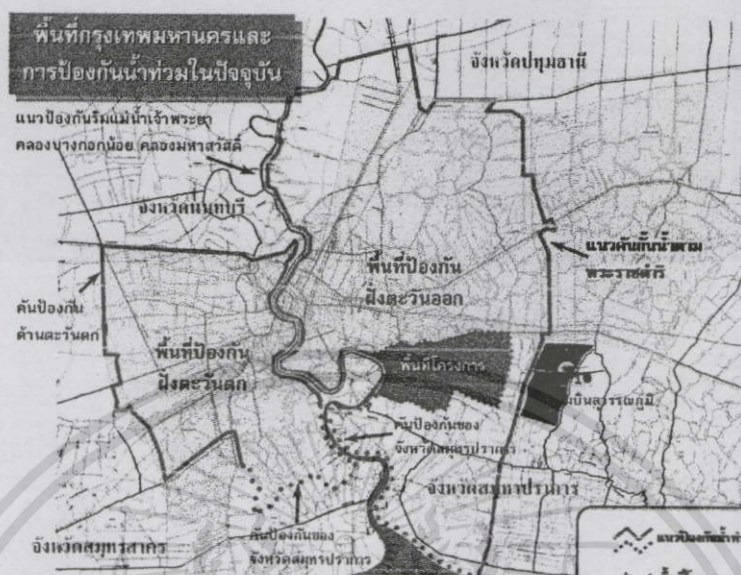 พื้นที่กรุงเทพมหานครและ
การป้องกันน้ำท่วมในปัจจุบัน
จังหวัดปทุมธานี
แนวป้องกันริมแม่น้ำเจ้าพระยา
คลองบางกอกน้อย คลองมหาสวัสดิ์
จังหวัดนนทบุรี
แนวคันกั้นน้ำตาม
พระราชดำริ
พื้นที่ป้องกัน
ฝั่งตะวันออก
คันป้องกัน
ด้านตะวันตก
พื้นที่ป้องกัน
ฝั่งตะวันตก
พื้นที่โครงการ
บินสุวรรณภูมิ
คันป้องกันของ
จังหวัดสมุทรปราการ
จังหวัดสมุทรปราการ
คันป้องกันของ
จังหวัดสมุทรปราการ
จังหวัดสมุทรสาคร
แนวป้องกันน้ำท่